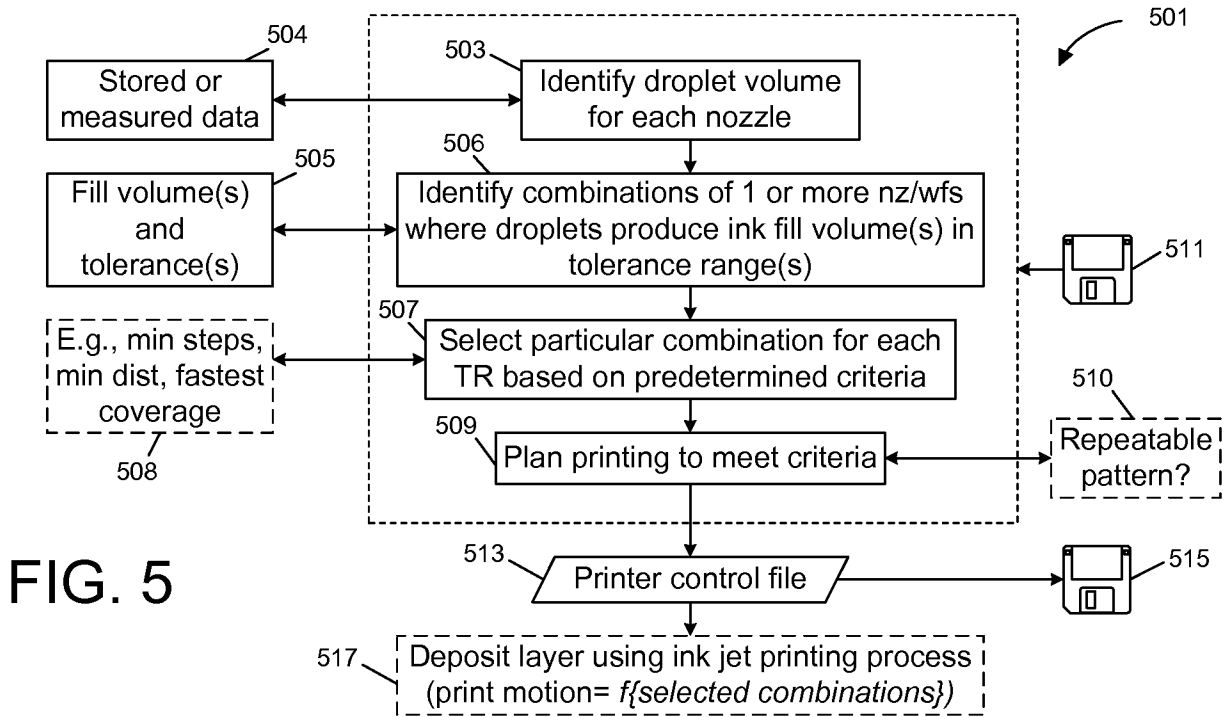 501
504
Stored or
measured data
503
Identify droplet volume
for each nozzle
505
Fill volume(s)
and
tolerance(s)
506
Identify combinations of 1 or more nz/wfs
where droplets produce ink fill volume(s) in
tolerance range(s)
511
507
Select particular combination for each
TR based on predetermined criteria
E.g., min steps,
min dist, fastest
coverage
508
509
Plan printing to meet criteria
510
Repeatable
pattern?
513
Printer control file
515
FIG. 5
517
Deposit layer using ink jet printing process
(print motion= f{selected combinations})